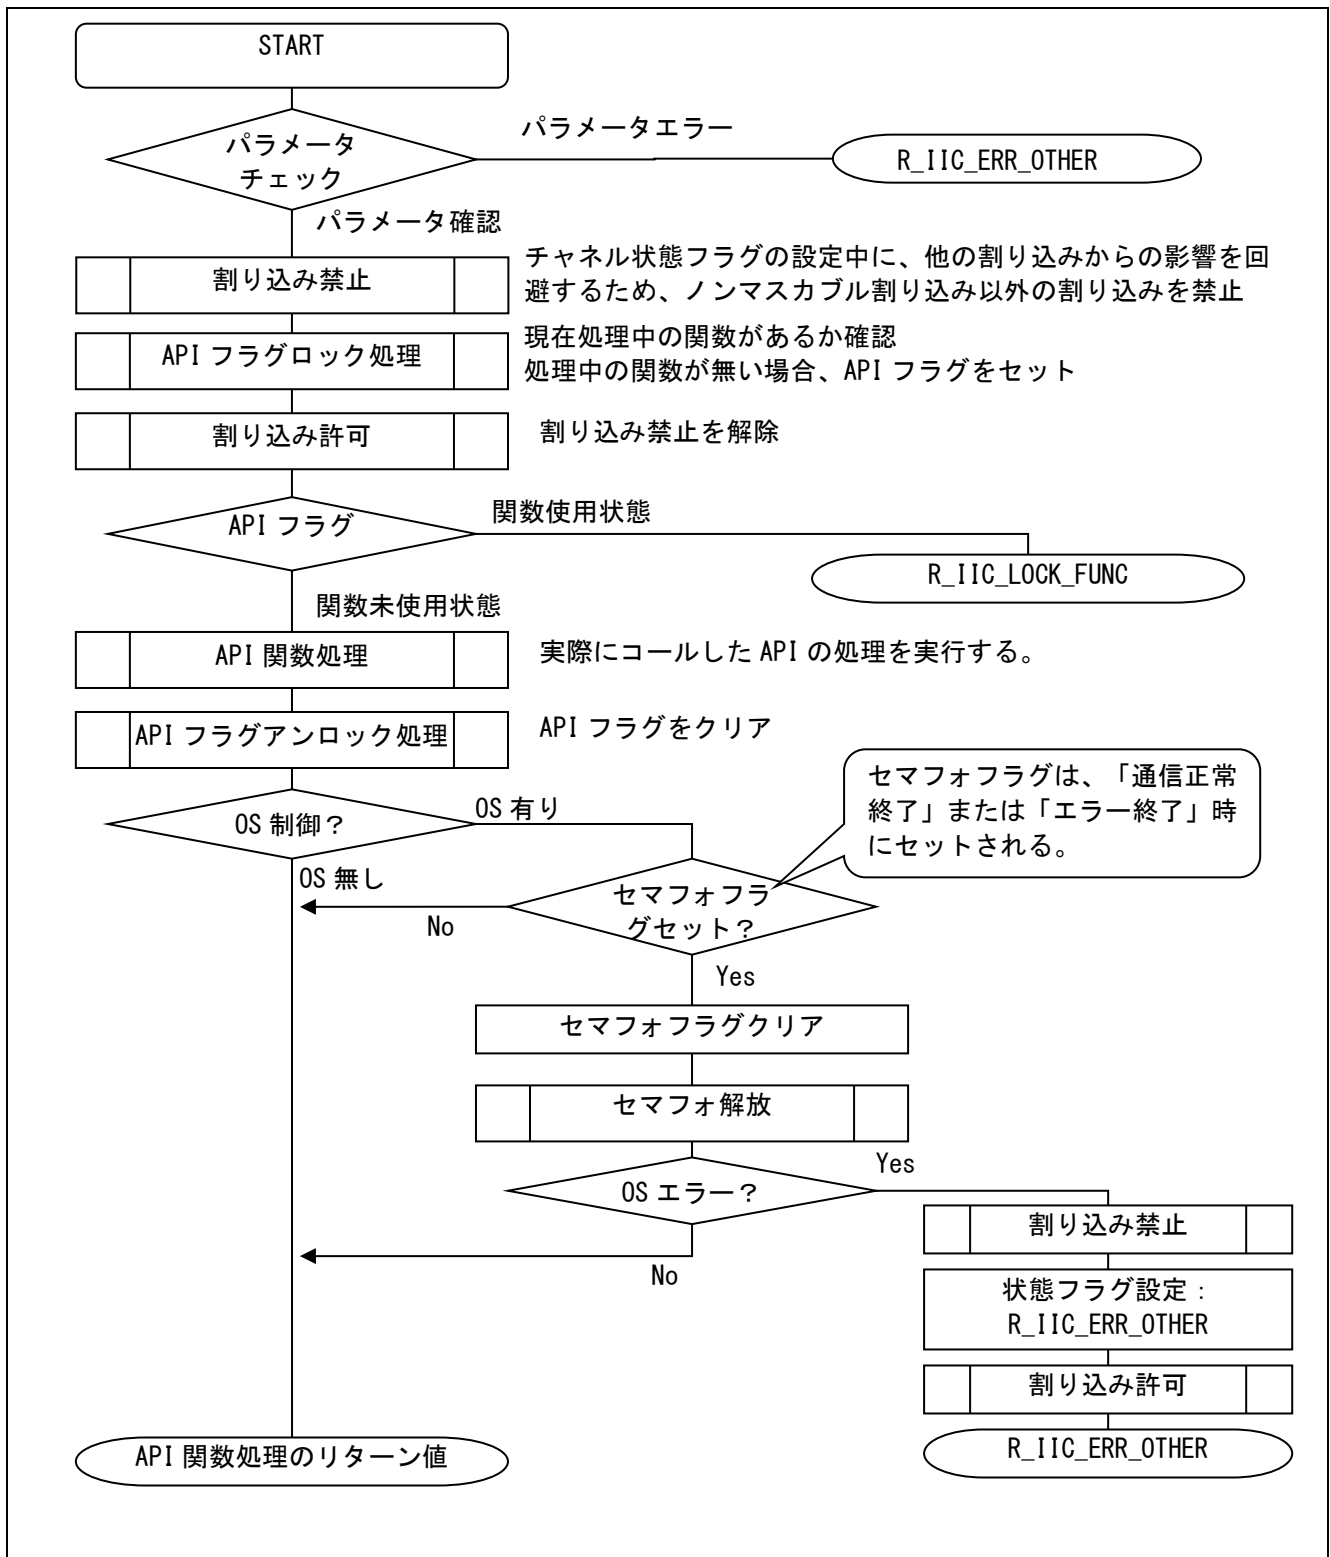 START
パラメータ
チェック
パラメータエラー
R_IIC_ERR_OTHER
パラメータ確認
割り込み禁止
チャネル状態フラグの設定中に、他の割り込みからの影響を回
避するため、ノンマスカブル割り込み以外の割り込みを禁止
API フラグロック処理
現在処理中の関数があるか確認
処理中の関数が無い場合、API フラグをセット
割り込み許可
割り込み禁止を解除
API フラグ
関数使用状態
R_IIC_LOCK_FUNC
関数未使用状態
API 関数処理
実際にコールした API の処理を実行する。
API フラグアンロック処理
API フラグをクリア
セマフォフラグは、「通信正常
終了」または「エラー終了」時
にセットされる。
OS 制御？
OS 有り
OS 無し
セマフォフラ
グセット？
No
Yes
セマフォフラグクリア
セマフォ解放
OS エラー？
Yes
No
割り込み禁止
状態フラグ設定：
R_IIC_ERR_OTHER
割り込み許可
R_IIC_ERR_OTHER
API 関数処理のリターン値